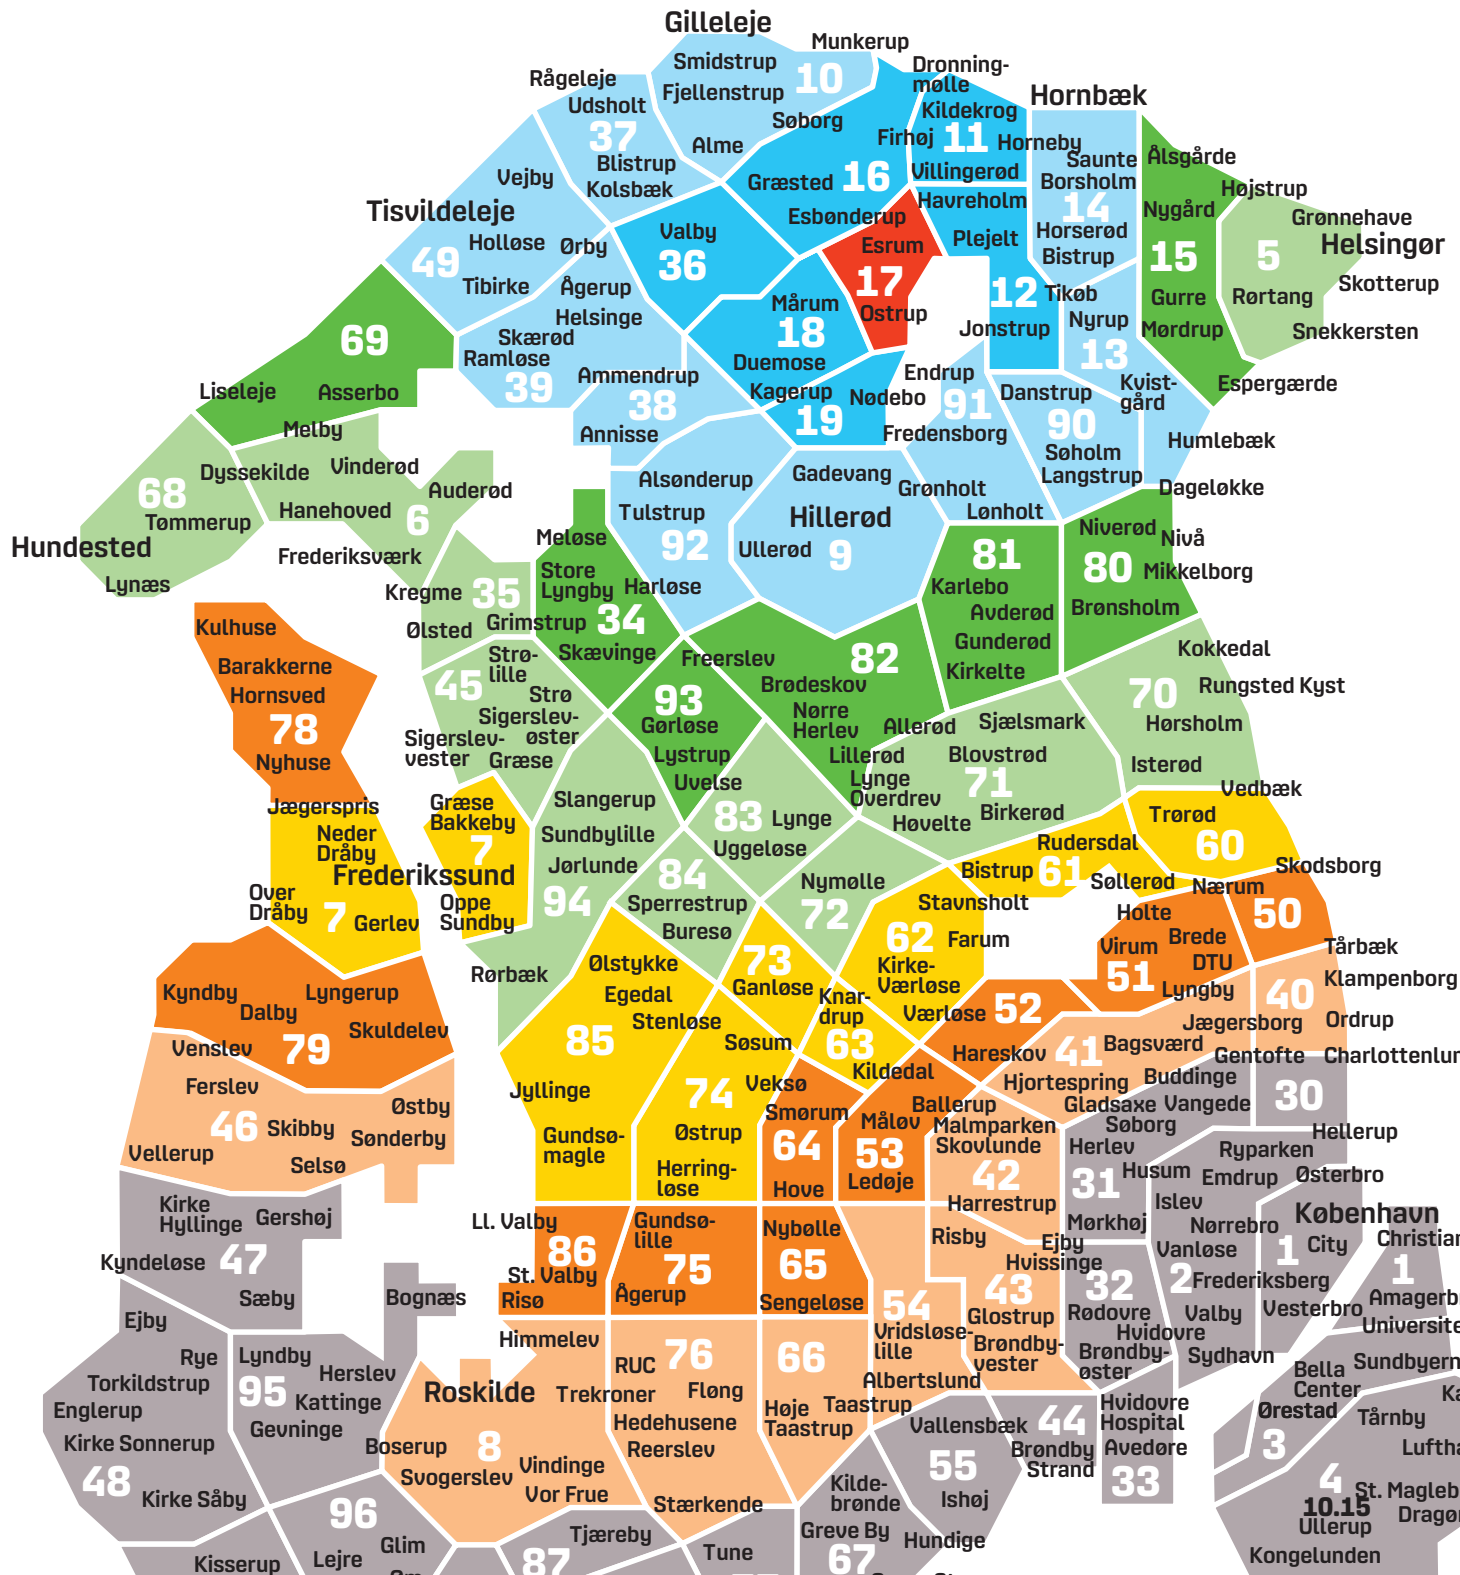 Gilleleje
Munkerup
Smidstrup
10
Fjellenstrup
Søborg
Alme
Rågeleje
Udsholt
37
Blistrup
Kolsbæk
Dronning-
mølle
Kildekrog
Firhøj
11
Villingerød
Hornbæk
Horneby
Saunte
Borsholm
14
Horserød
Bistrup
Ålsgårde
Højstrup
Nygård
15
Gurre
Mørdrup
Grønnehave
Helsingør
5
Skotterup
Rørtang
Snekkersten
Espergærde
Græsted
16
Esbønderup
Havreholm
Plejelt
12
Jonstrup
Esrum
17
Ostrup
Vejby
Tisvildeleje
Holløse
Ørby
49
Tibirke
Valby
36
Mårum
18
Duemose
Kagerup
19
Nødebo
Tikøb
Nyrup
13
Kvist-
gård
Humlebæk
Dageløkke
Ågerup
Helsinge
Skærød
Ramløse
39
Ammendrup
38
Annisse
69
Liseleje
Asserbo
Melby
Endrup
91
Fredensborg
Grønholt
Lønholt
Danstrup
90
Søholm
Langstrup
Dyssekilde
Vinderød
Auderød
Hanehoved
6
Frederiksværk
68
Tømmerup
Hundested
Lynæs
Alsønderup
Tulstrup
92
Harløse
Gadevang
Hillerød
Ullerød
9
Niverød
Nivå
80
Mikkelborg
Brønsholm
81
Karlebo
Avderød
Gunderød
Kirkelte
Meløse
Store
Lyngby
34
Skævinge
Kregme
35
Grimstrup
Ølsted
Strø-
lille
45
Strø
Sigerslev-
øster
Sigerslev-
vester
Græse
Kulhuse
Barakkerne
Hornsved
78
Nyhuse
Jægerspris
Freerslev
82
Brødeskov
Nørre
Herlev
Allerød
Lillerød
Lynge
Overdrev
93
Gørløse
Lystrup
Uvelse
Kokkedal
70
Rungsted Kyst
Hørsholm
Isterød
Vedbæk
Sjælsmark
Blovstrød
71
Birkerød
Høvelte
Græse
Bakkeby
7
Oppe
Sundby
Neder
Dråby
Frederikssund
Over
Dråby
7
Gerlev
Slangerup
Sundbylille
Jørlunde
94
Rørbæk
83
Lynge
Uggeløse
84
Sperrestrup
Buresø
Nymølle
72
Trørød
60
Skodsborg
Rudersdal
Bistrup
61
Søllerød
Nærum
50
Holte
Virum
Brede
DTU
51
Lyngby
Tårbæk
Klampenborg
40
Ordrup
Jægersborg
Gentofte
Stavnsholt
62
Farum
Kirke-
Værløse
Værløse
52
Hareskov
41
Bagsværd
Hjortespring
Buddinge
Gladsaxe
Vangede
Søborg
30
Hellerup
73
Ganløse
Knar-
drup
63
Kildedal
Ølstykke
Egedal
Stenløse
85
Jyllinge
Gundsø-
magle
Søsum
74
Veksø
Østrup
Herring-
løse
Smørum
64
Hove
Måløv
53
Ledøje
Ballerup
Malmparken
Skovlunde
42
Harrestrup
Kyndby
Lyngerup
Dalby
Skuldelev
79
Venslev
Ferslev
Østby
46
Skibby
Sønderby
Vellerup
Selsø
Kirke
Hyllinge
Gershøj
Kyndeløse
47
Sæby
Bognæs
Ll. Valby
86
St. Valby
Risø
Gundsø-
lille
75
Ågerup
Nybølle
65
Sengeløse
Herlev
Husum
31
Islev
Mørkhøj
Ryparken
Emdrup
Østerbro
Nørrebro
Vanløse
2
Frederiksberg
Valby
Sydhavn
København
1
City
Vesterbro
1
Risby
Ejby
Hvissinge
43
Glostrup
Brøndby-
vester
32
Rødovre
Hvidovre
Brøndby-
øster
54
Vridsløse-
lille
Albertslund
Taastrup
Ejby
Rye
Torkildstrup
Englerup
Kirke Sonnerup
48
Kirke Såby
Lyndby
Herslev
95
Kattinge
Gevninge
Himmelev
Roskilde
Trekroner
8
Boserup
Svogerslev
Vindinge
Vor Frue
RUC
76
Fløng
Hedehusene
Reerslev
Stærkende
66
Høje
Taastrup
Vallensbæk
44
Brøndby
Strand
55
Ishøj
Hvidovre
Hospital
Avedøre
33
Bella
Center
Ørestad
3
Tårnby
4
10.15
Ullerup
Kongelunden
Kilde-
brønde
Greve By
67
Hundige
96
Glim
Lejre
Kisserup
Tjæreby
87
Tune